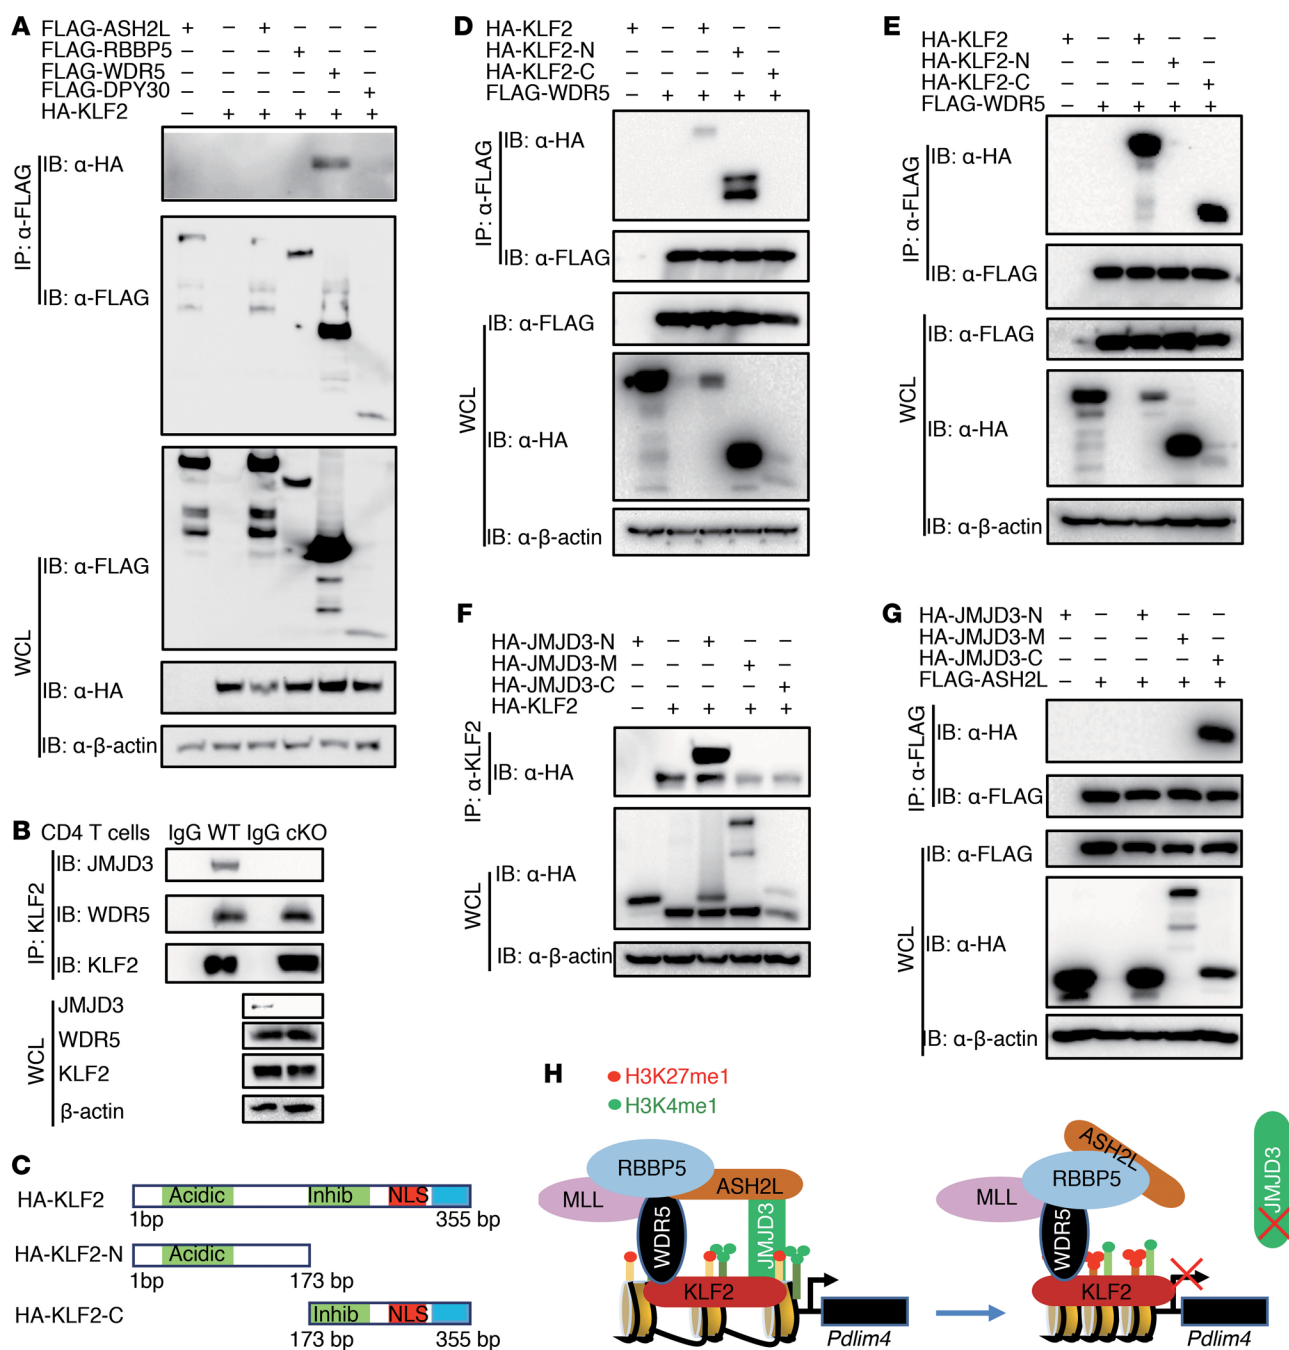 A
FLAG-ASH2L + – + – – –
FLAG-RBBP5 – – – + – –
FLAG-WDR5 – – – – + –
FLAG-DPY30 – – – – – +
HA-KLF2 – + + + + +
IP: α-FLAG
IB: α-HA
IB: α-FLAG
WCL
IB: α-FLAG
IB: α-HA
IB: α-β-actin
B
CD4 T cells IgG WT IgG cKO
IP: KLF2
IB: JMJD3
IB: WDR5
IB: KLF2
WCL
JMJD3
WDR5
KLF2
β-actin
C
HA-KLF2 Acidic Inhib NLS
1bp 355 bp
HA-KLF2-N Acidic
1bp 173 bp
HA-KLF2-C Inhib NLS
173 bp 355 bp
D
HA-KLF2 + – + – –
HA-KLF2-N – – – + –
HA-KLF2-C – – – – +
FLAG-WDR5 – + + + +
IP: α-FLAG
IB: α-HA
IB: α-FLAG
WCL
IB: α-FLAG
IB: α-HA
IB: α-β-actin
E
HA-KLF2 + – + – –
HA-KLF2-N – – – + –
HA-KLF2-C – – – – +
FLAG-WDR5 – + + + +
IP: α-FLAG
IB: α-HA
IB: α-FLAG
WCL
IB: α-FLAG
IB: α-HA
IB: α-β-actin
F
HA-JMJD3-N + – + – –
HA-JMJD3-M – – – + –
HA-JMJD3-C – – – – +
HA-KLF2 – + + + +
IP: α-KLF2
IB: α-HA
WCL
IB: α-HA
IB: α-β-actin
G
HA-JMJD3-N + – + – –
HA-JMJD3-M – – – + –
HA-JMJD3-C – – – – +
FLAG-ASH2L – + + + +
IP: α-FLAG
IB: α-HA
IB: α-FLAG
WCL
IB: α-FLAG
IB: α-HA
IB: α-β-actin
H
H3K27me1
H3K4me1
RBBP5
MLL
ASH2L
WDR5
JMJD3
KLF2
Pdlim4
ASH2L
RBBP5
MLL
WDR5
JMJD3
KLF2
Pdlim4